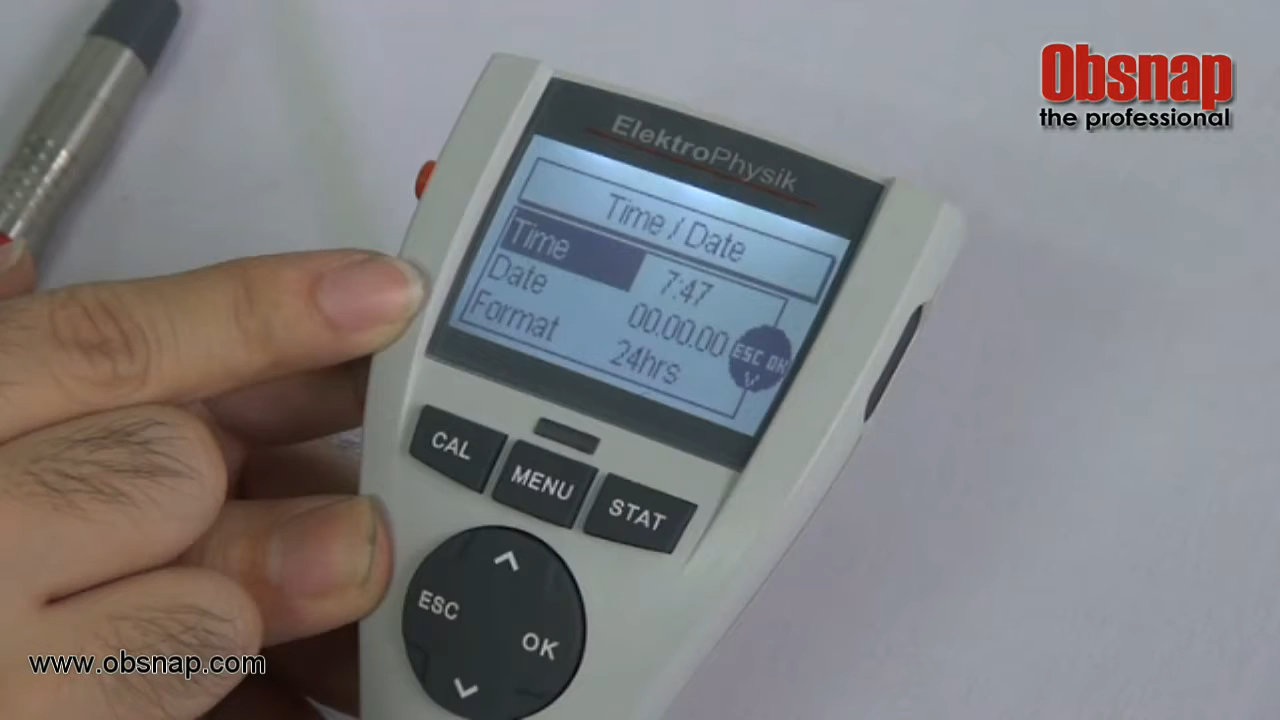 Obsnap
the professional
ElektroPhysik
Time / Date
Time 7:47
Date 00.00.00
Format 24hrs
ESC OK
CAL MENU STAT
ESC
OK
www.obsnap.com